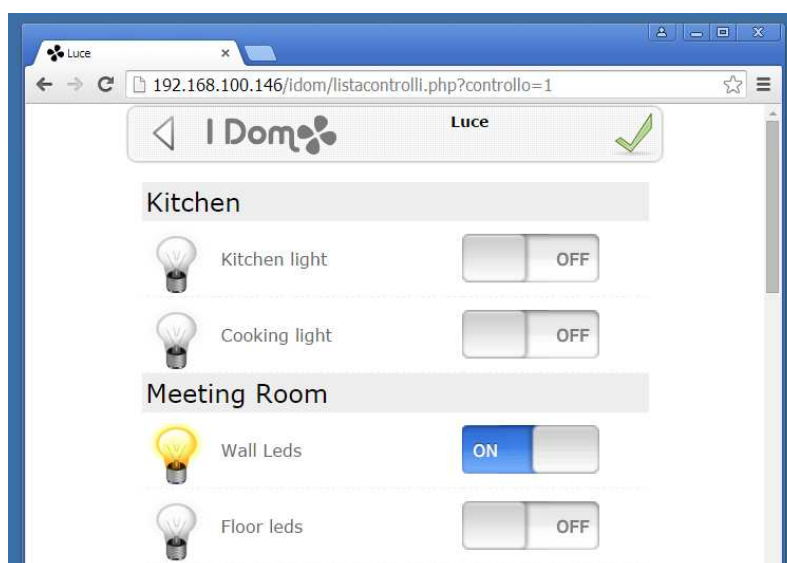 Luce
192.168.100.146/idom/listacontrolli.php?controllo=1
I Dom
Luce
Kitchen
Kitchen light OFF
Cooking light OFF
Meeting Room
Wall Leds ON
Floor leds OFF